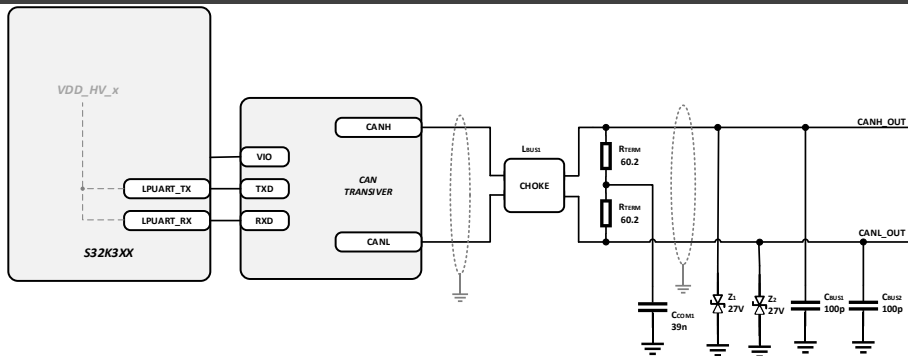 VDD_HV_x
LPUART_TX
LPUART_RX
S32K3XX
VIO
TXD
RXD
CANH
CAN
TRANSIVER
CANL
LBUS1
CHOKE
RTERM
60.2
RTERM
60.2
CCOM1
39n
Z1
27V
Z2
27V
CBUS1
100p
CBUS2
100p
CANH_OUT
CANL_OUT